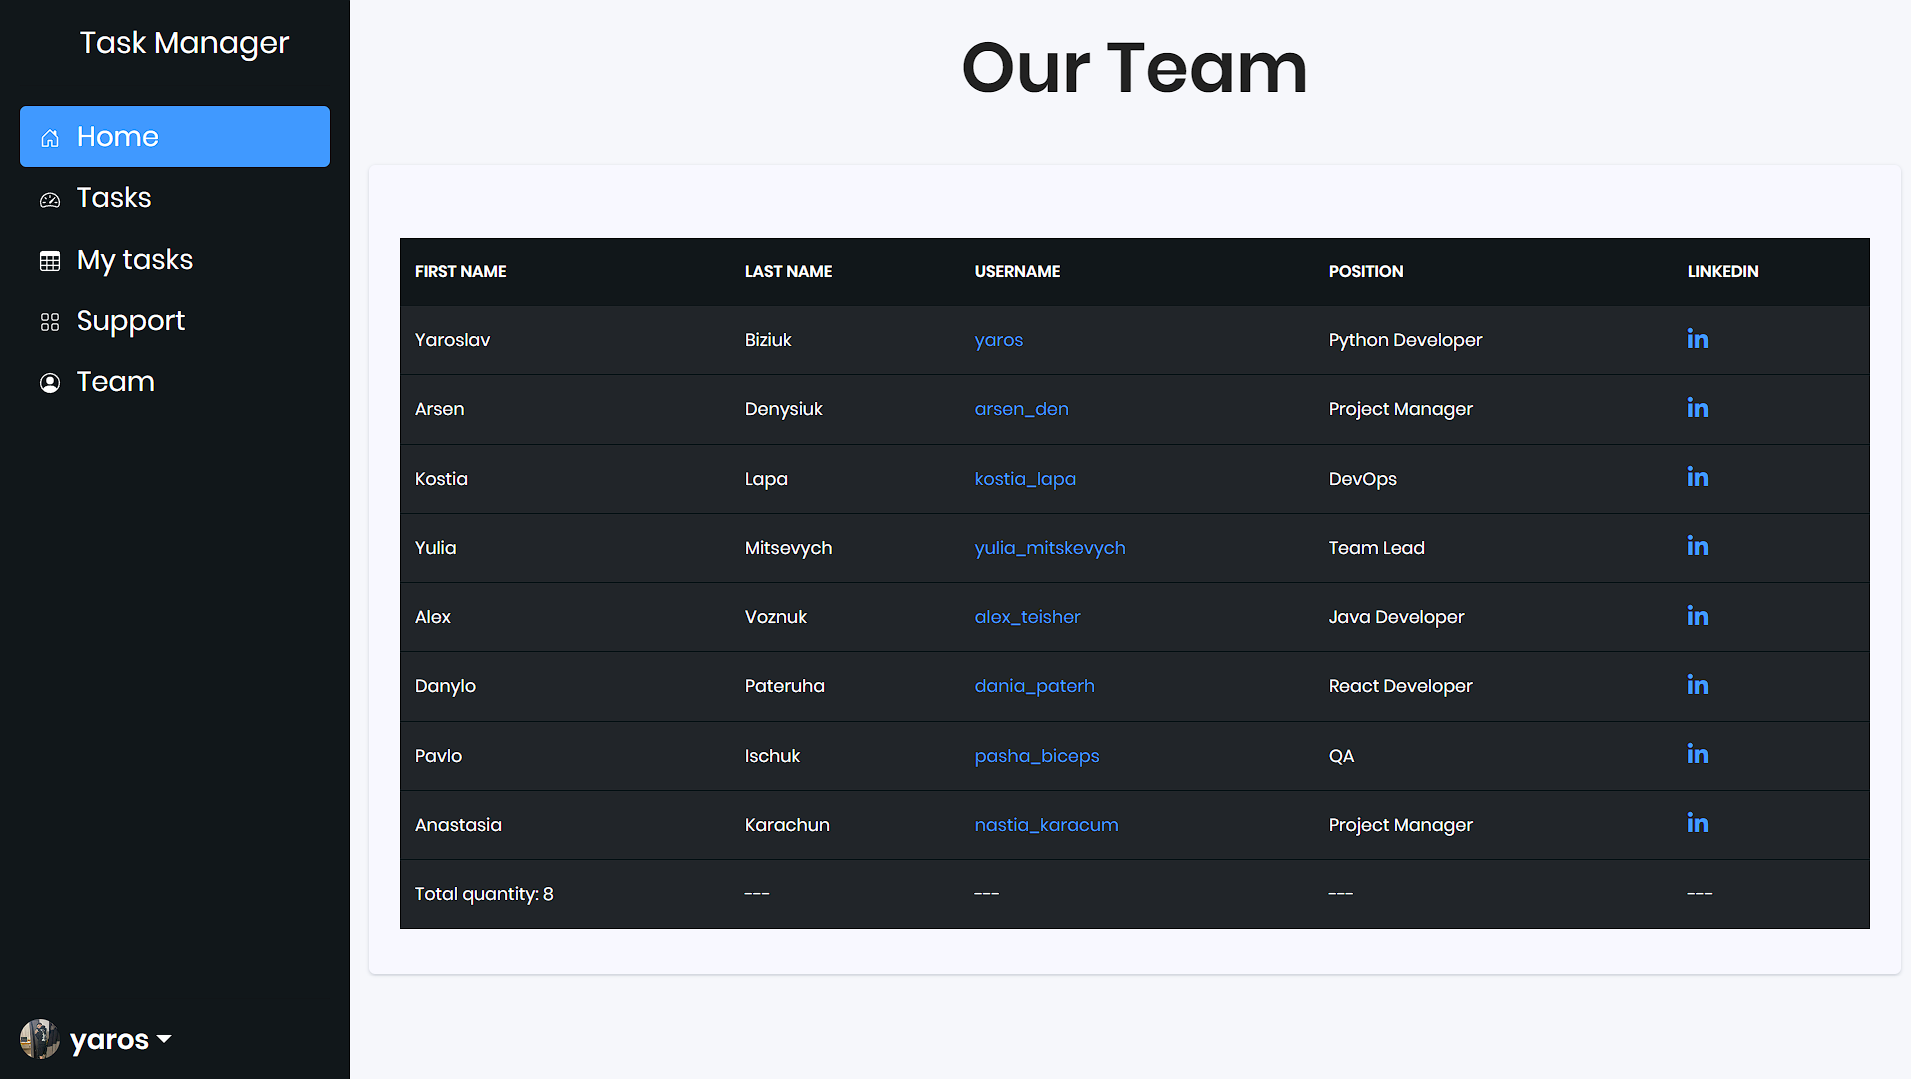 Task Manager
Home
Tasks
My tasks
Support
Team
yaros
Our Team
FIRST NAME LAST NAME USERNAME POSITION LINKEDIN
Yaroslav Biziuk yaros Python Developer in
Arsen Denysiuk arsen_den Project Manager in
Kostia Lapa kostia_lapa DevOps in
Yulia Mitsevych yulia_mitskevych Team Lead in
Alex Voznuk alex_teisher Java Developer in
Danylo Pateruha dania_paterh React Developer in
Pavlo Ischuk pasha_biceps QA in
Anastasia Karachun nastia_karacum Project Manager in
Total quantity: 8 --- --- --- ---